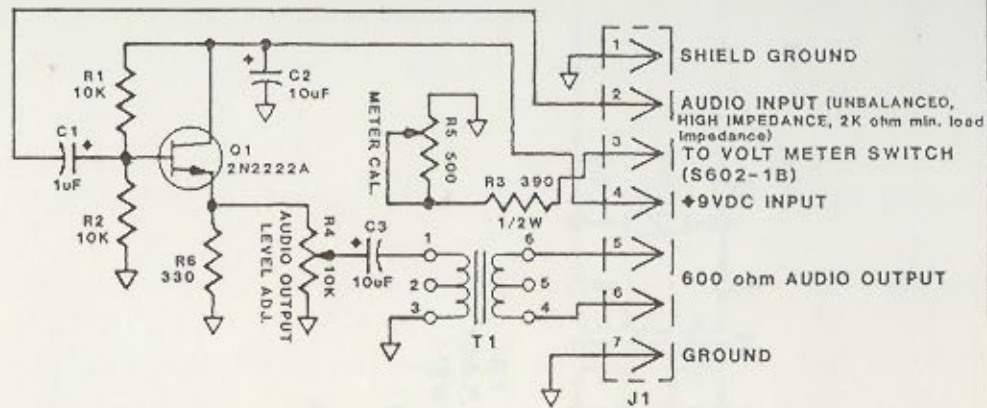 R1
10K
C1
1uF
R2
10K
Q1
2N2222A
R6
330
C2
10uF
AUDIO OUTPUT
LEVEL ADJ.
R4
10K
C3
10uF
METER CAL.
R5
500
R3 390
1/2W
1
2
3
6
5
4
T1
1
SHIELD GROUND
2
AUDIO INPUT (UNBALANCED,
HIGH IMPEDANCE, 2K ohm min. load
impedance)
3
TO VOLT METER SWITCH
(S602-1B)
4
+9VDC INPUT
5
600 ohm AUDIO OUTPUT
6
7
GROUND
J1